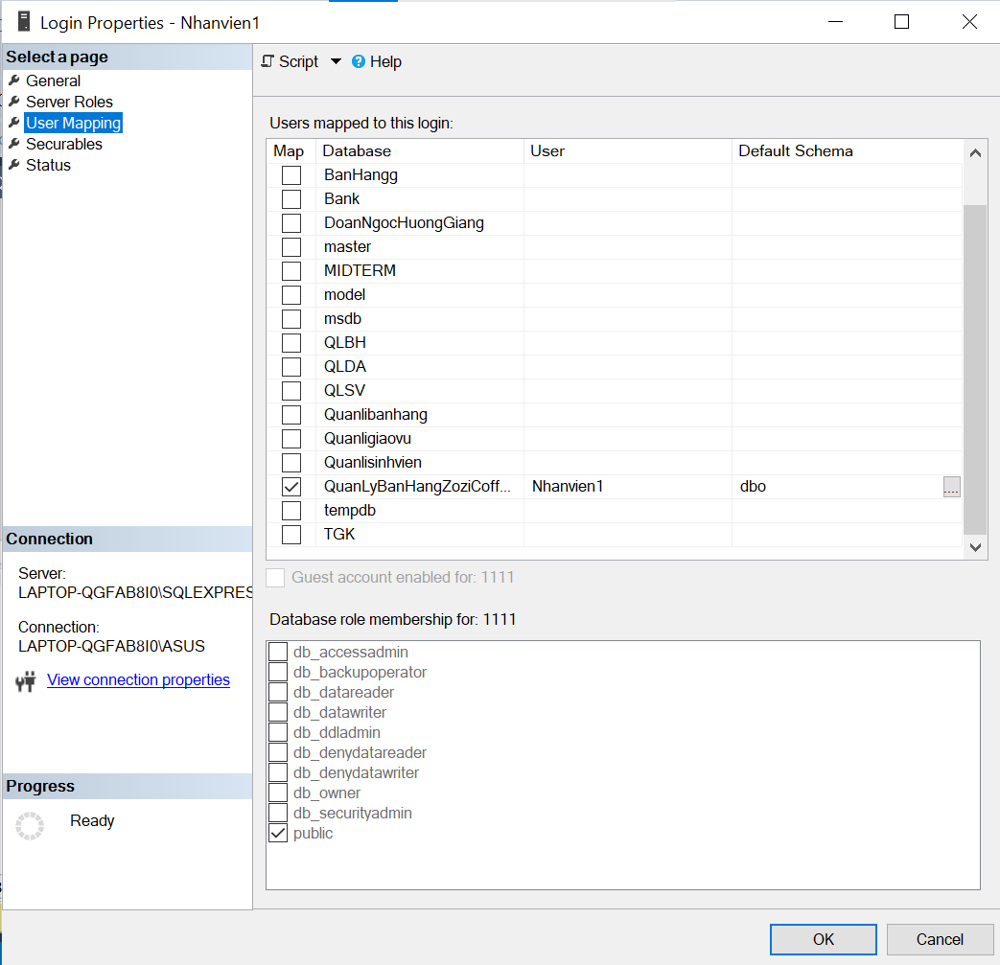 Login Properties - Nhanvien1
Select a page
General
Server Roles
User Mapping
Securables
Status
Script
Help
Users mapped to this login:
Map Database User Default Schema
BanHangg
Bank
DoanNgocHuongGiang
master
MIDTERM
model
msdb
QLBH
QLDA
QLSV
Quanlibanhang
Quanligiaovu
Quanlisinhvien
QuanLyBanHangZoziCoff... Nhanvien1 dbo ....
tempdb
TGK
Guest account enabled for: 1111
Database role membership for: 1111
db_accessadmin
db_backupoperator
db_datareader
db_datawriter
db_ddladmin
db_denydatareader
db_denydatawriter
db_owner
db_securityadmin
public
Connection
Server:
LAPTOP-QGFAB8I0\SQLEXPRES
Connection:
LAPTOP-QGFAB8I0\ASUS
View connection properties
Progress
Ready
OK
Cancel